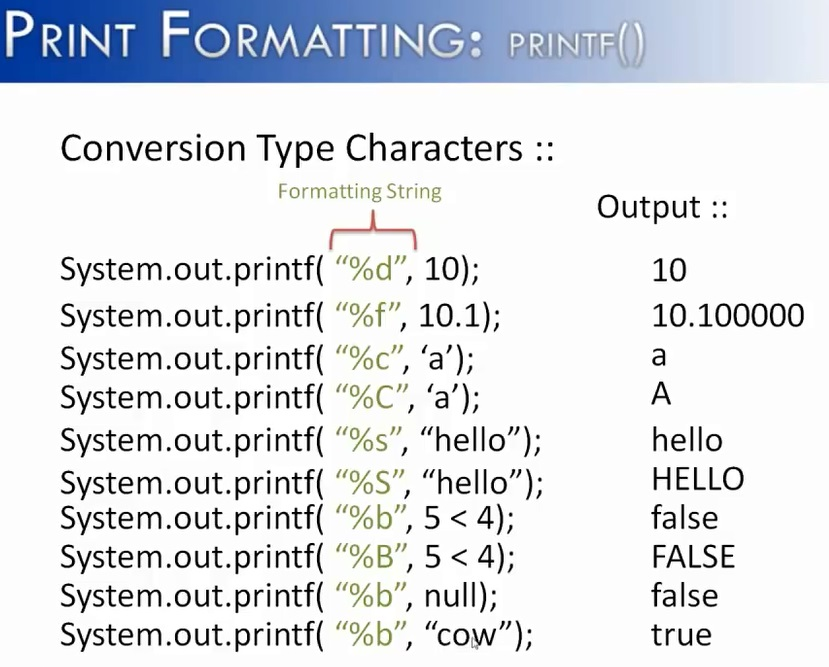 PRINT FORMATTING: PRINTF()
Conversion Type Characters ::
Formatting String
Output ::
System.out.printf( “%d”, 10); 10
System.out.printf( “%f”, 10.1); 10.100000
System.out.printf( “%c”, ‘a’); a
System.out.printf( “%C”, ‘a’); A
System.out.printf( “%s”, “hello”); hello
System.out.printf( “%S”, “hello”); HELLO
System.out.printf( “%b”, 5 < 4); false
System.out.printf( “%B”, 5 < 4); FALSE
System.out.printf( “%b”, null); false
System.out.printf( “%b”, “cow”); true